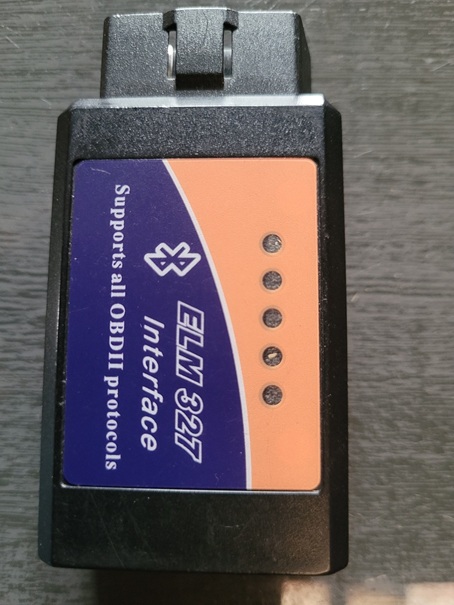 ELM 327
Interface
Supports all OBDII protocols